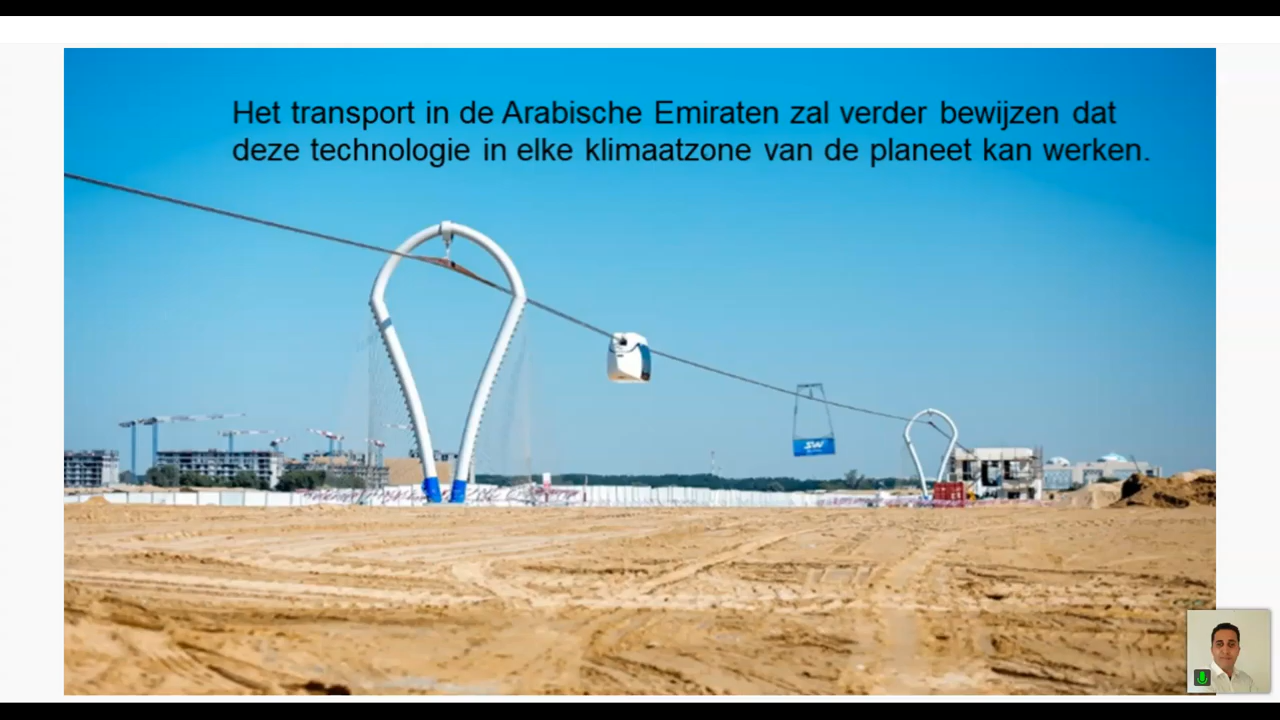 Het transport in de Arabische Emiraten zal verder bewijzen dat
deze technologie in elke klimaatzone van de planeet kan werken.
SW